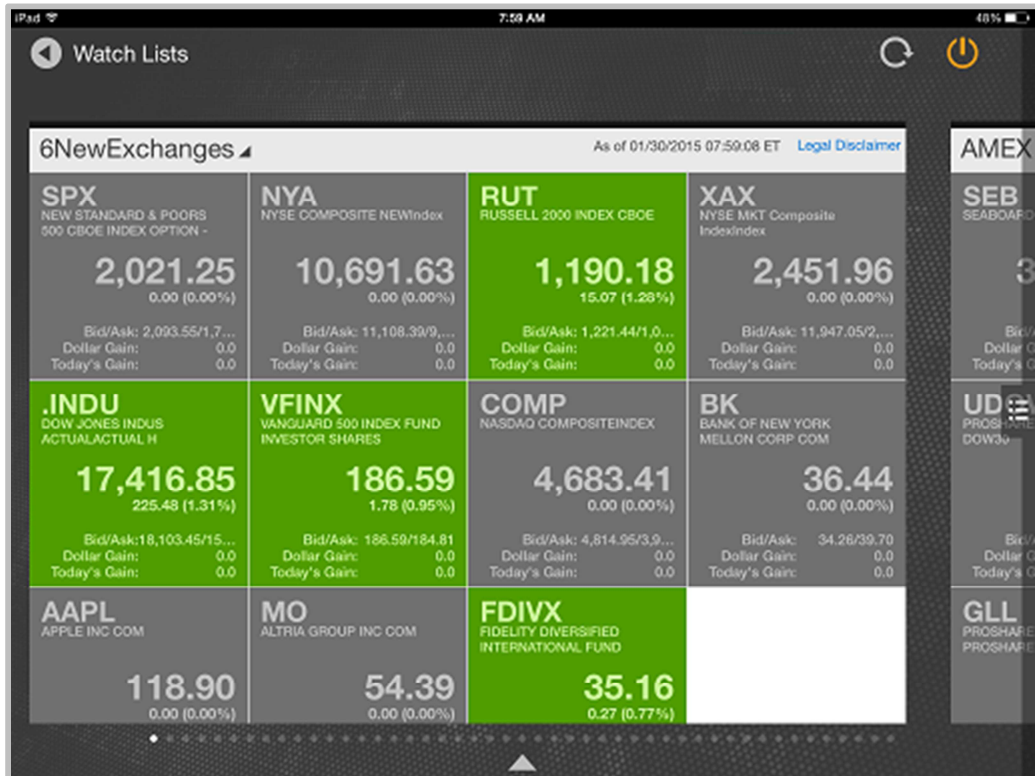 iPad 7:59 AM 48%
Watch Lists
6NewExchanges As of 01/30/2015 07:59:08 ET Legal Disclaimer
SPX
NEW STANDARD & POORS
500 CBOE INDEX OPTION -
2,021.25
0.00 (0.00%)
Bid/Ask: 2,093.55/1,7...
Dollar Gain: 0.0
Today's Gain: 0.0
NYA
NYSE COMPOSITE NEWIndex
10,691.63
0.00 (0.00%)
Bid/Ask: 11,108.39/9,...
Dollar Gain: 0.0
Today's Gain: 0.0
RUT
RUSSELL 2000 INDEX CBOE
1,190.18
15.07 (1.28%)
Bid/Ask: 1,221.44/1,0...
Dollar Gain: 0.0
Today's Gain: 0.0
XAX
NYSE MKT Composite
IndexIndex
2,451.96
0.00 (0.00%)
Bid/Ask: 11,947.05/2,...
Dollar Gain: 0.0
Today's Gain: 0.0
.INDU
DOW JONES INDUS
ACTUALACTUAL H
17,416.85
225.48 (1.31%)
Bid/Ask:18,103.45/15...
Dollar Gain: 0.0
Today's Gain: 0.0
VFINX
VANGUARD 500 INDEX FUND
INVESTOR SHARES
186.59
1.78 (0.95%)
Bid/Ask: 186.59/184.81
Dollar Gain: 0.0
Today's Gain: 0.0
COMP
NASDAQ COMPOSITEINDEX
4,683.41
0.00 (0.00%)
Bid/Ask: 4,814.95/3,9...
Dollar Gain: 0.0
Today's Gain: 0.0
BK
BANK OF NEW YORK
MELLON CORP COM
36.44
0.00 (0.00%)
Bid/Ask: 34.26/39.70
Dollar Gain: 0.0
Today's Gain: 0.0
AAPL
APPLE INC COM
118.90
0.00 (0.00%)
MO
ALTRIA GROUP INC COM
54.39
0.00 (0.00%)
FDIVX
FIDELITY DIVERSIFIED
INTERNATIONAL FUND
35.16
0.27 (0.77%)
AMEX
SEB
SEABOARD
3
Dollar
Today's
DOW30
GLL
PROSHARE
PROSHARE